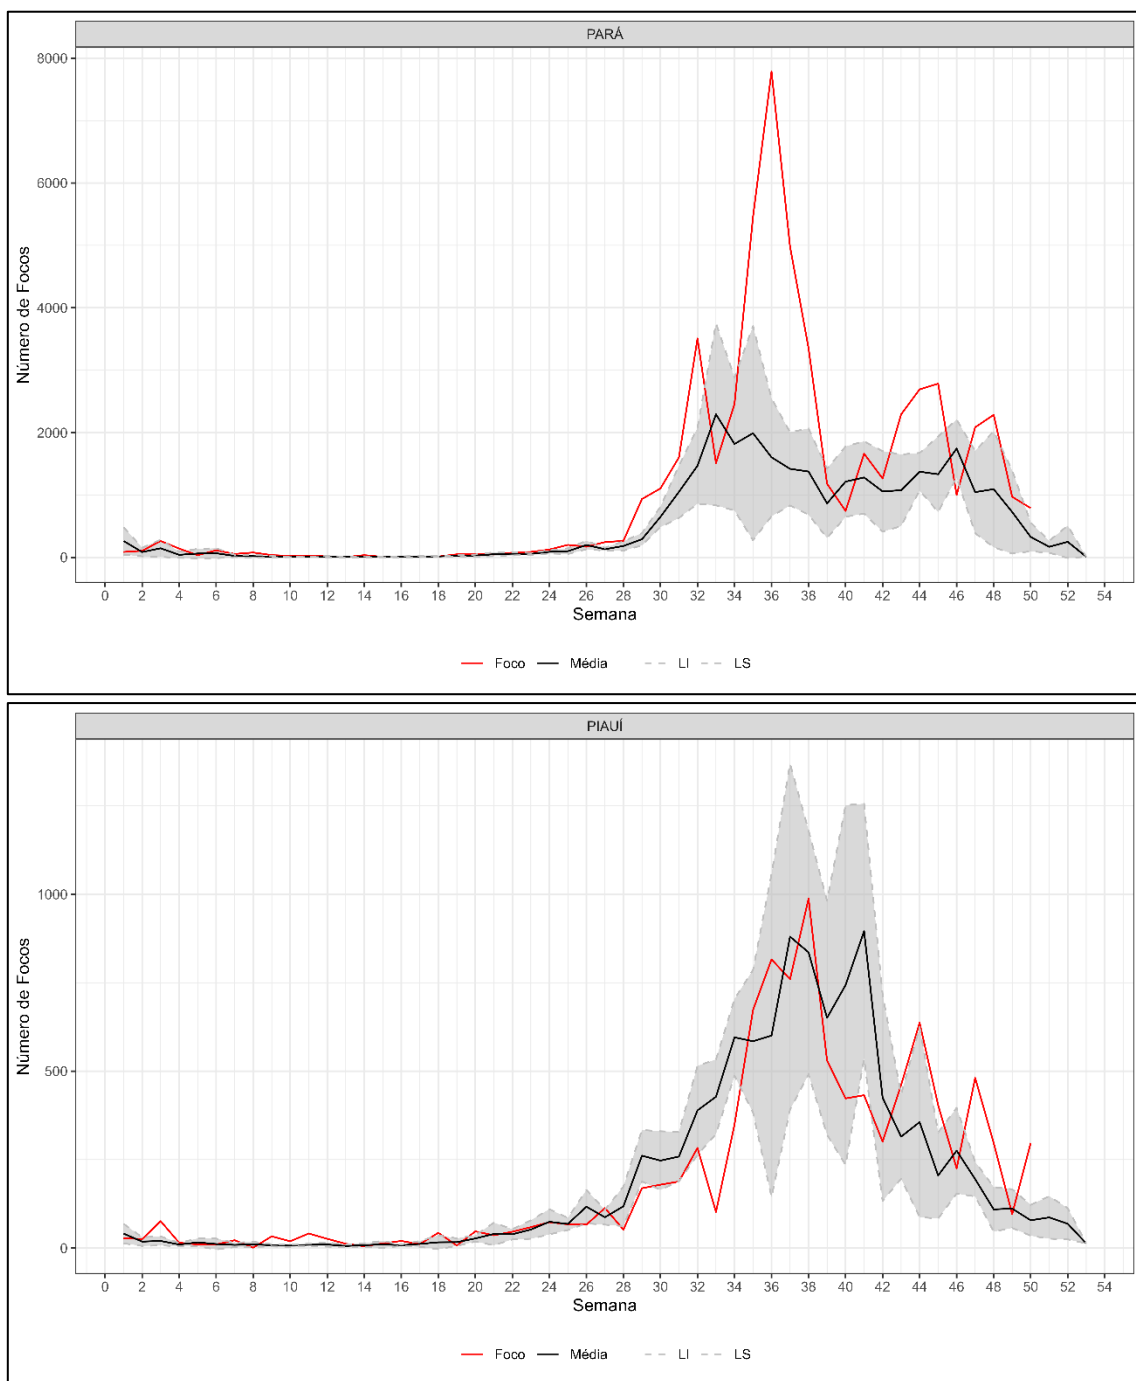 PARÁ
8000
6000
4000
2000
0
Número de Focos
0 2 4 6 8 10 12 14 16 18 20 22 24 26 28 30 32 34 36 38 40 42 44 46 48 50 52 54
Semana
Foco Média LI LS
PIAUÍ
1000
500
0
Número de Focos
0 2 4 6 8 10 12 14 16 18 20 22 24 26 28 30 32 34 36 38 40 42 44 46 48 50 52 54
Semana
Foco Média LI LS